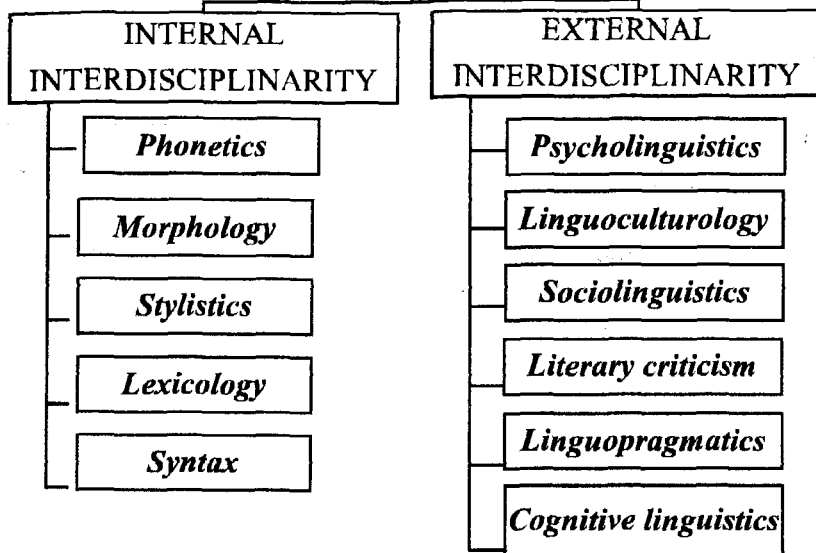 INTERNAL
INTERDISCIPLINARITY
Phonetics
Morphology
Stylistics
Lexicology
Syntax
EXTERNAL
INTERDISCIPLINARITY
Psycholinguistics
Linguoculturology
Sociolinguistics
Literary criticism
Linguopragmatics
Cognitive linguistics